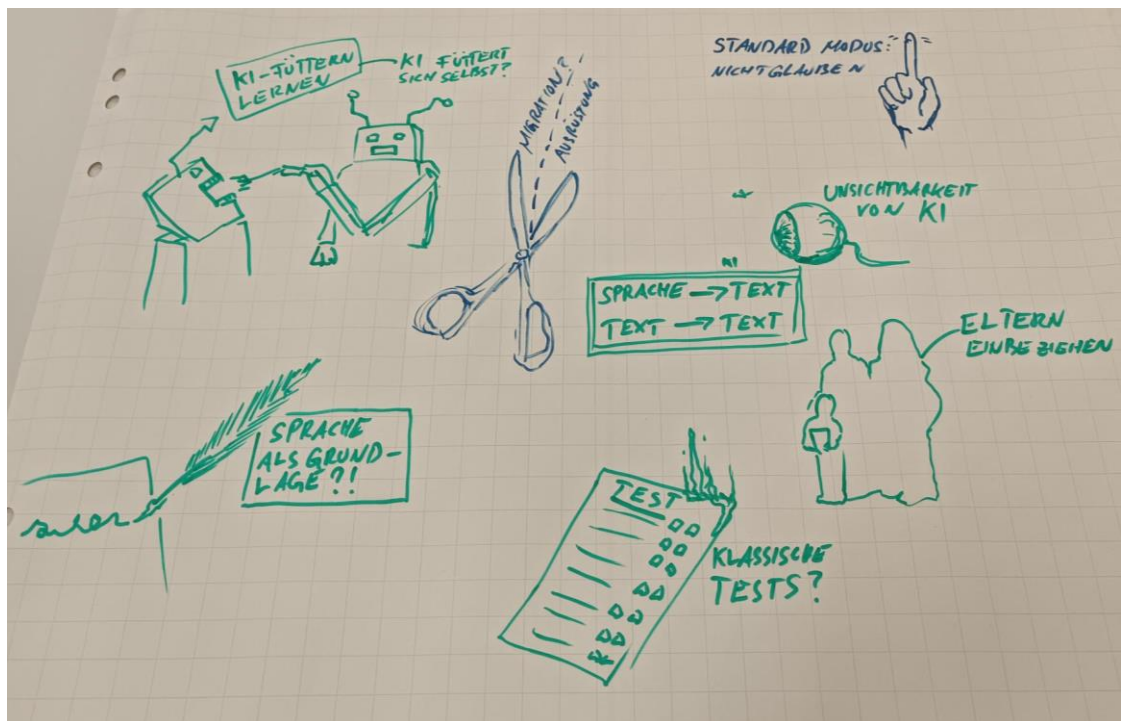 KI-FÜTTERN
LERNEN
KI FÜTTERT
SICH SELBST?
MIGRATION?
AUSRÜSTUNG
STANDARD MODUS:
NICHTGLAUBEN
UNSICHTBARKEIT
VON KI
KI
SPRACHE → TEXT
TEXT → TEXT
ELTERN
EINBEZIEHEN
SPRACHE
ALS GRUND-
LAGE?!
TEST
KLASSISCHE
TESTS?